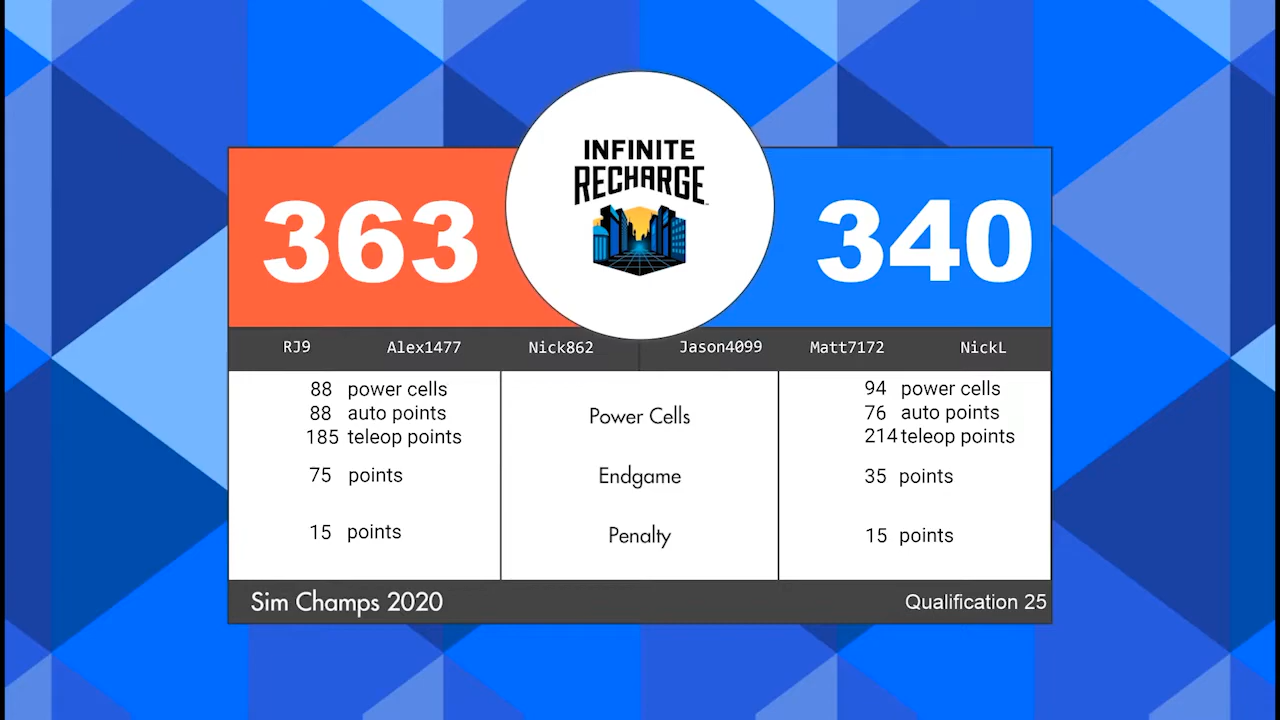 INFINITE
RECHARGE
363
340
RJ9 Alex1477 Nick862 Jason4099 Matt7172 NickL
88 power cells
88 auto points
185 teleop points
Power Cells
94 power cells
76 auto points
214 teleop points
75 points
Endgame
35 points
15 points
Penalty
15 points
Sim Champs 2020
Qualification 25